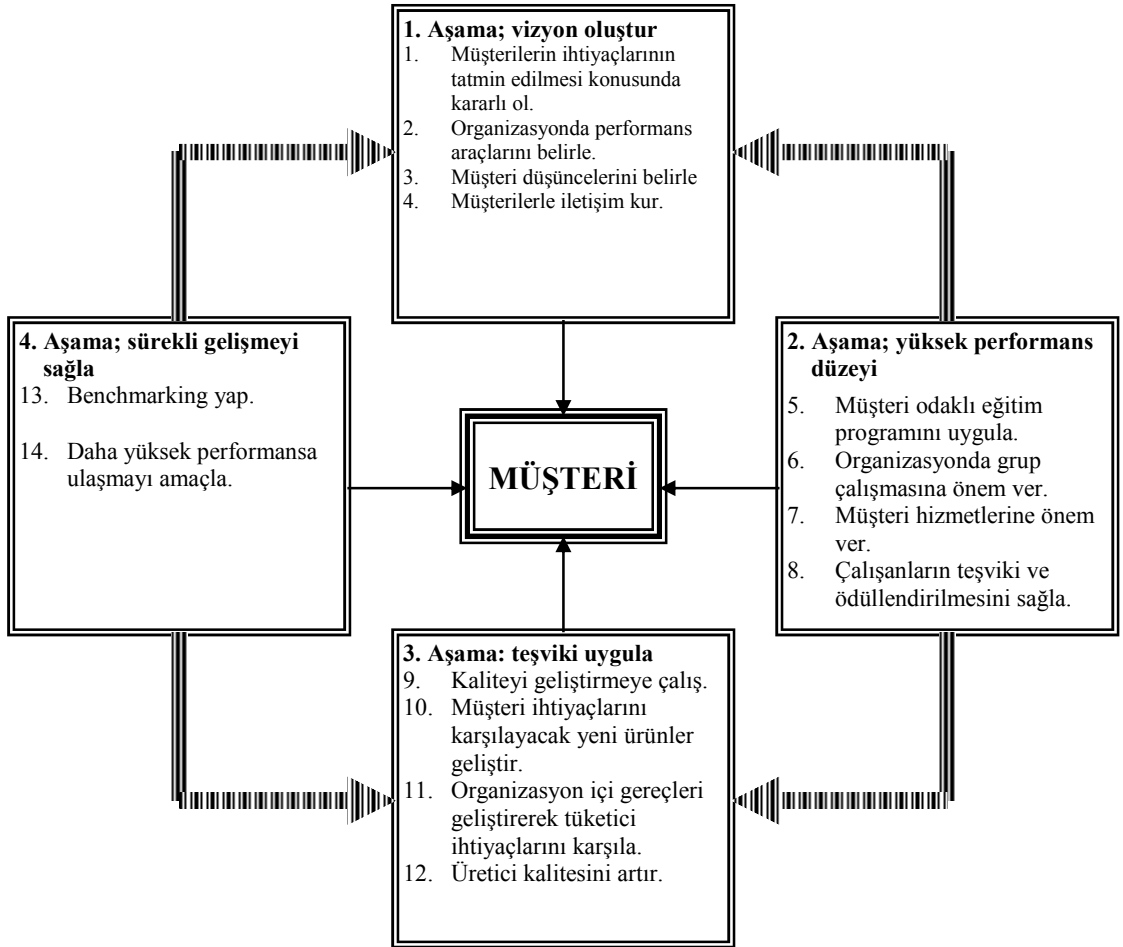 1. Aşama; vizyon oluştur
1. Müşterilerin ihtiyaçlarının
tatmin edilmesi konusunda
kararlı ol.
2. Organizasyonda performans
araçlarını belirle.
3. Müşteri düşüncelerini belirle
4. Müşterilerle iletişim kur.
4. Aşama; sürekli gelişmeyi
sağla
13. Benchmarking yap.
14. Daha yüksek performansa
ulaşmayı amaçla.
MÜŞTERİ
2. Aşama; yüksek performans
düzeyi
5. Müşteri odaklı eğitim
programını uygula.
6. Organizasyonda grup
çalışmasına önem ver.
7. Müşteri hizmetlerine önem
ver.
8. Çalışanların teşviki ve
ödüllendirilmesini sağla.
3. Aşama: teşviki uygula
9. Kaliteyi geliştirmeye çalış.
10. Müşteri ihtiyaçlarını
karşılayacak yeni ürünler
geliştir.
11. Organizasyon içi gereçleri
geliştirerek tüketici
ihtiyaçlarını karşıla.
12. Üretici kalitesini artır.